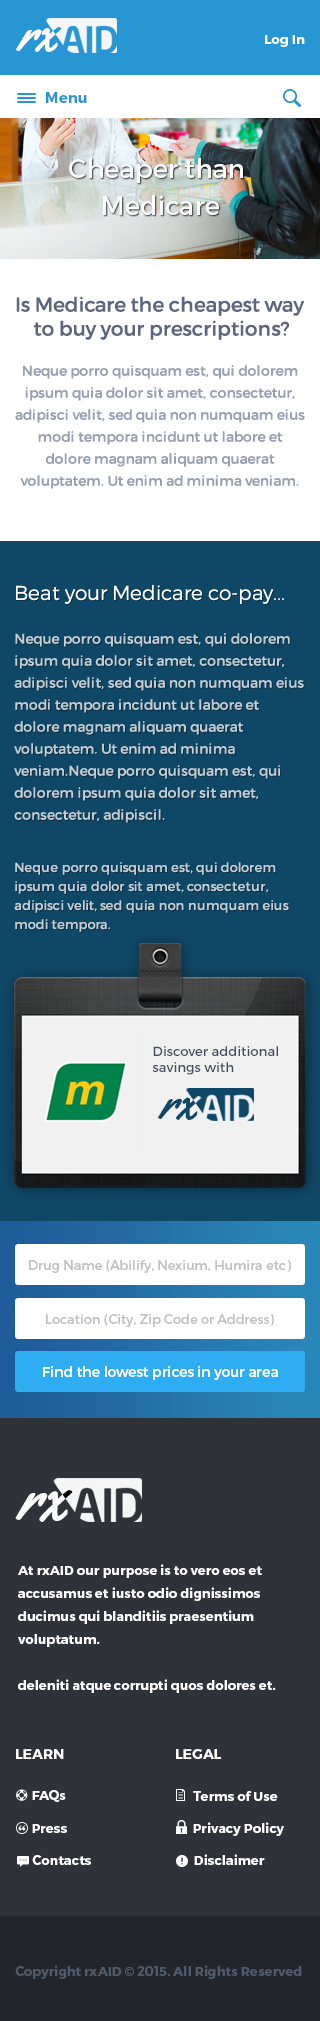 rxAID
Log In
Menu
Cheaper than
Medicare
Is Medicare the cheapest way
to buy your prescriptions?
Neque porro quisquam est, qui dolorem
ipsum quia dolor sit amet, consectetur,
adipisci velit, sed quia non numquam eius
modi tempora incidunt ut labore et
dolore magnam aliquam quaerat
voluptatem. Ut enim ad minima veniam.
Beat your Medicare co-pay...
Neque porro quisquam est, qui dolorem
ipsum quia dolor sit amet, consectetur,
adipisci velit, sed quia non numquam eius
modi tempora incidunt ut labore et
dolore magnam aliquam quaerat
voluptatem. Ut enim ad minima
veniam.Neque porro quisquam est, qui
dolorem ipsum quia dolor sit amet,
consectetur, adipiscil.
Neque porro quisquam est, qui dolorem
ipsum quia dolor sit amet, consectetur,
adipisci velit, sed quia non numquam eius
modi tempora.
m
Discover additional
savings with
rxAID
Drug Name (Abilify, Nexium, Humira etc)
Location (City, Zip Code or Address)
Find the lowest prices in your area
rxAID
At rxAID our purpose is to vero eos et
accusamus et iusto odio dignissimos
ducimus qui blanditiis praesentium
voluptatum.
deleniti atque corrupti quos dolores et.
LEARN
FAQs
Press
Contacts
LEGAL
Terms of Use
Privacy Policy
Disclaimer
Copyright rxAID © 2015. All Rights Reserved